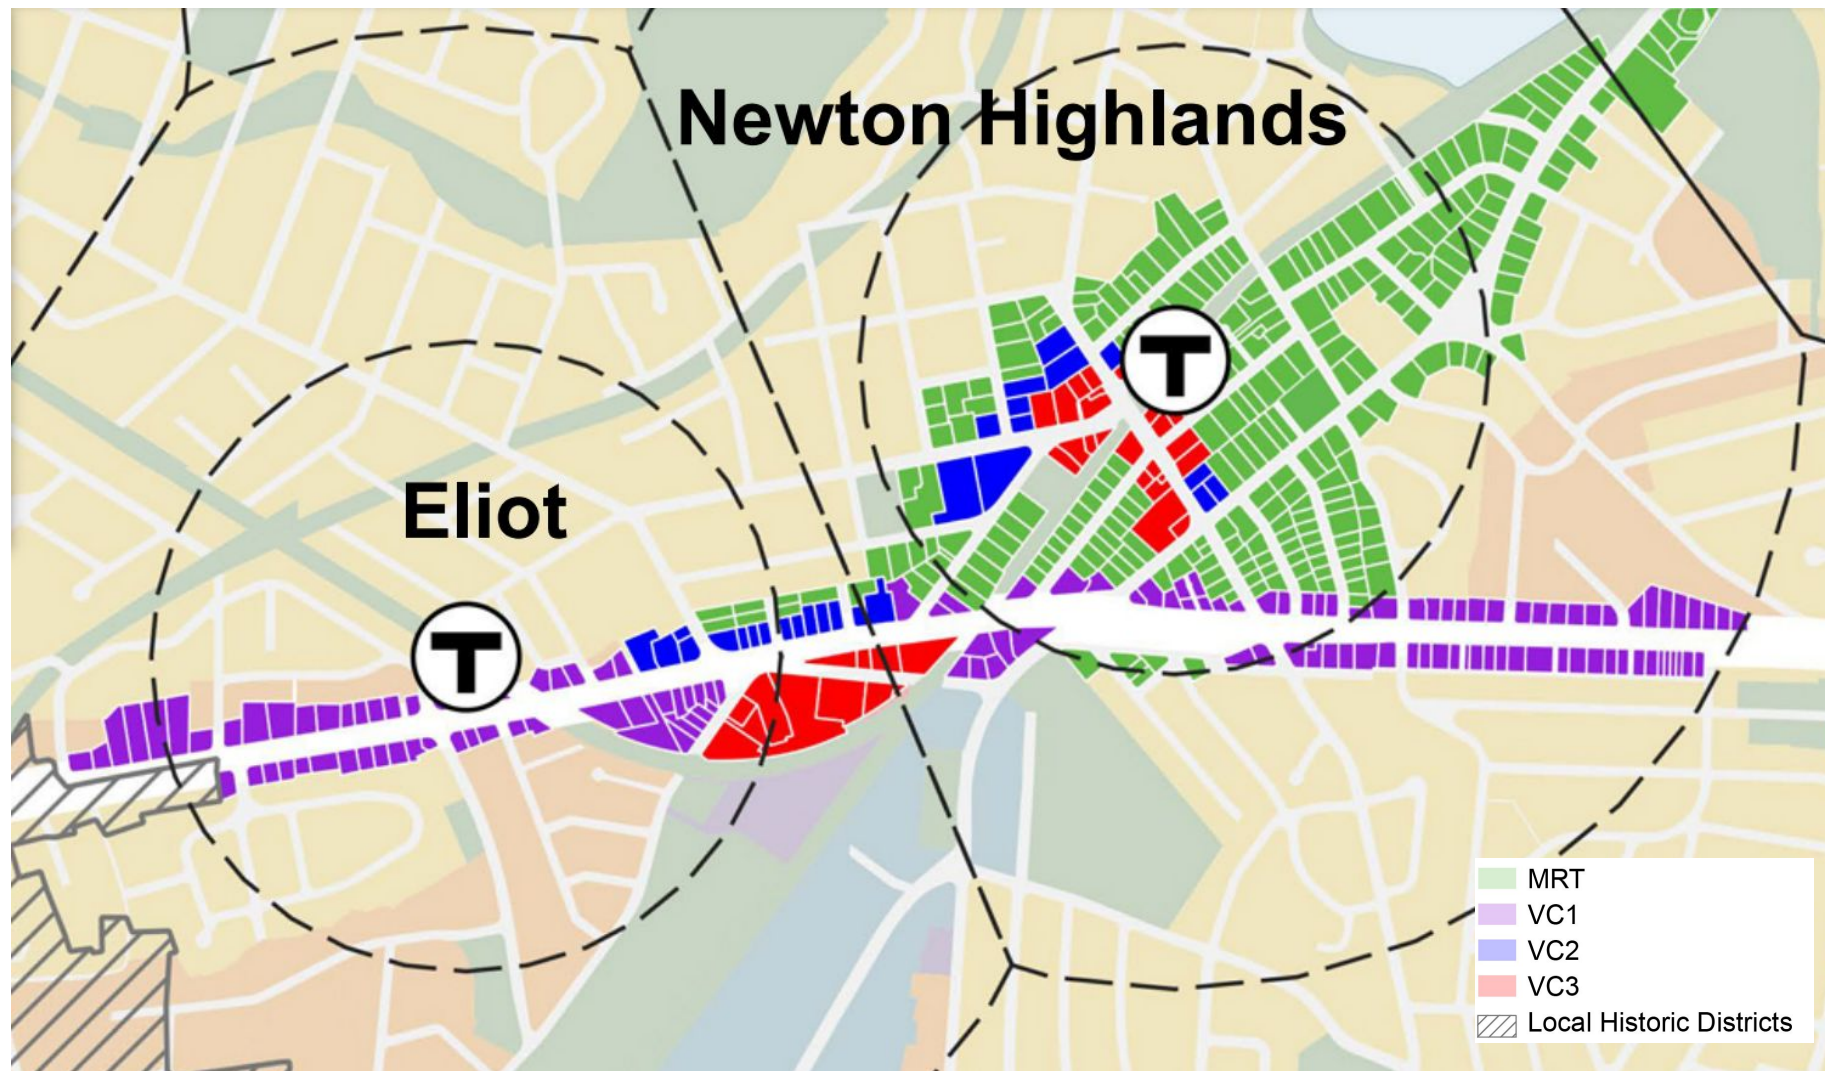 Newton Highlands
T
Eliot
T
MRT
VC1
VC2
VC3
Local Historic Districts